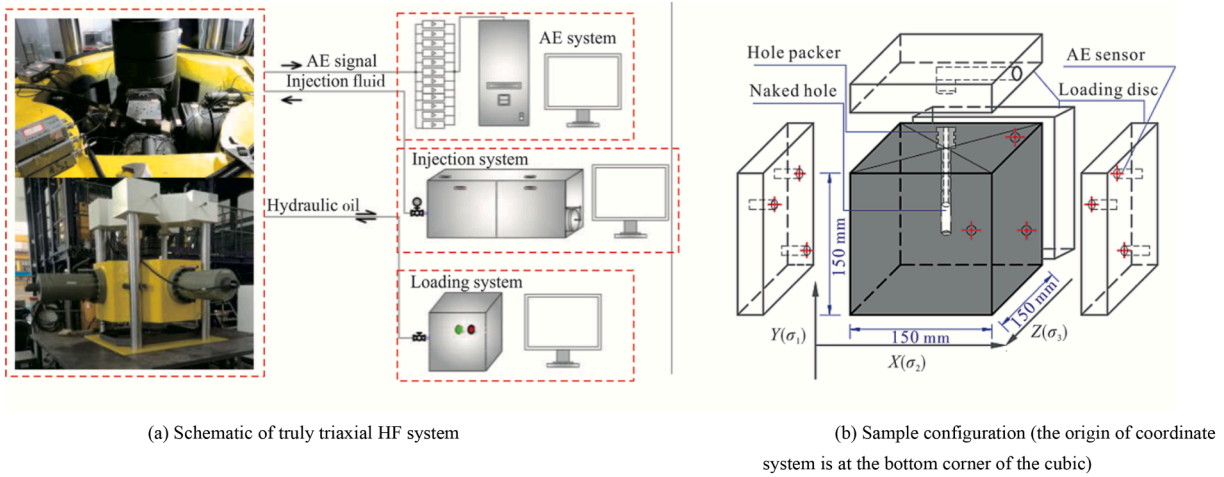 AE system
AE signal
Injection fluid
Injection system
Hydraulic oil
Loading system
Hole packer
Naked hole
AE sensor
Loading disc
150 mm
150 mm
150 mm
Y(σ1)
X(σ2)
Z(σ3)
(a) Schematic of truly triaxial HF system
(b) Sample configuration (the origin of coordinate
system is at the bottom corner of the cubic)